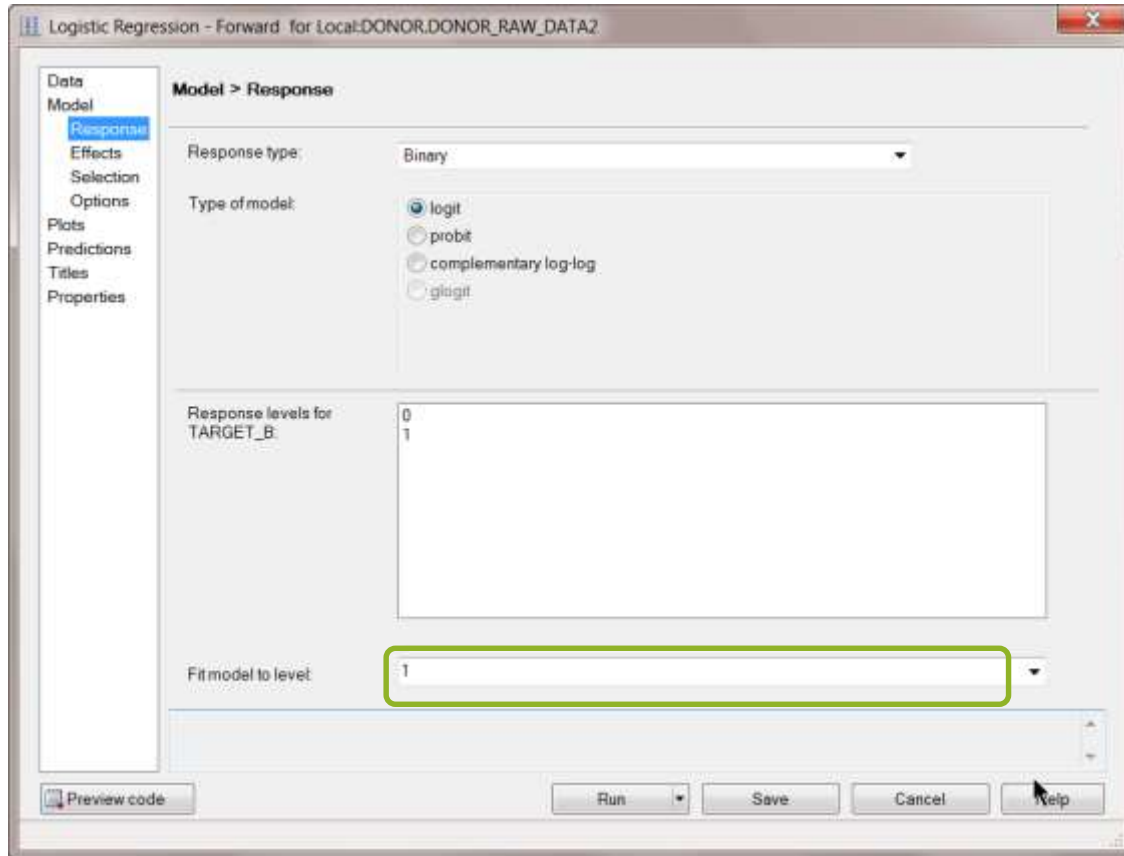 Logistic Regression - Forward for Local:DONOR.DONOR_RAW_DATA2
Data
Model
Response
Effects
Selection
Options
Plots
Predictions
Titles
Properties
Model > Response
Response type:
Binary
Type of model:
logit
probit
complementary log-log
glogit
Response levels for
TARGET_B:
0
1
Fit model to level:
1
Preview code
Run
Save
Cancel
Help